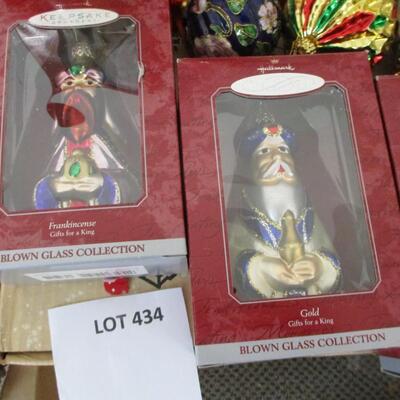 KEEPSAKE
Frankincense
Gifts for a King
BLOWN GLASS COLLECTION
LOT 434
Hallmark
Gold
Gifts for a King
BLOWN GLASS COLLECTION